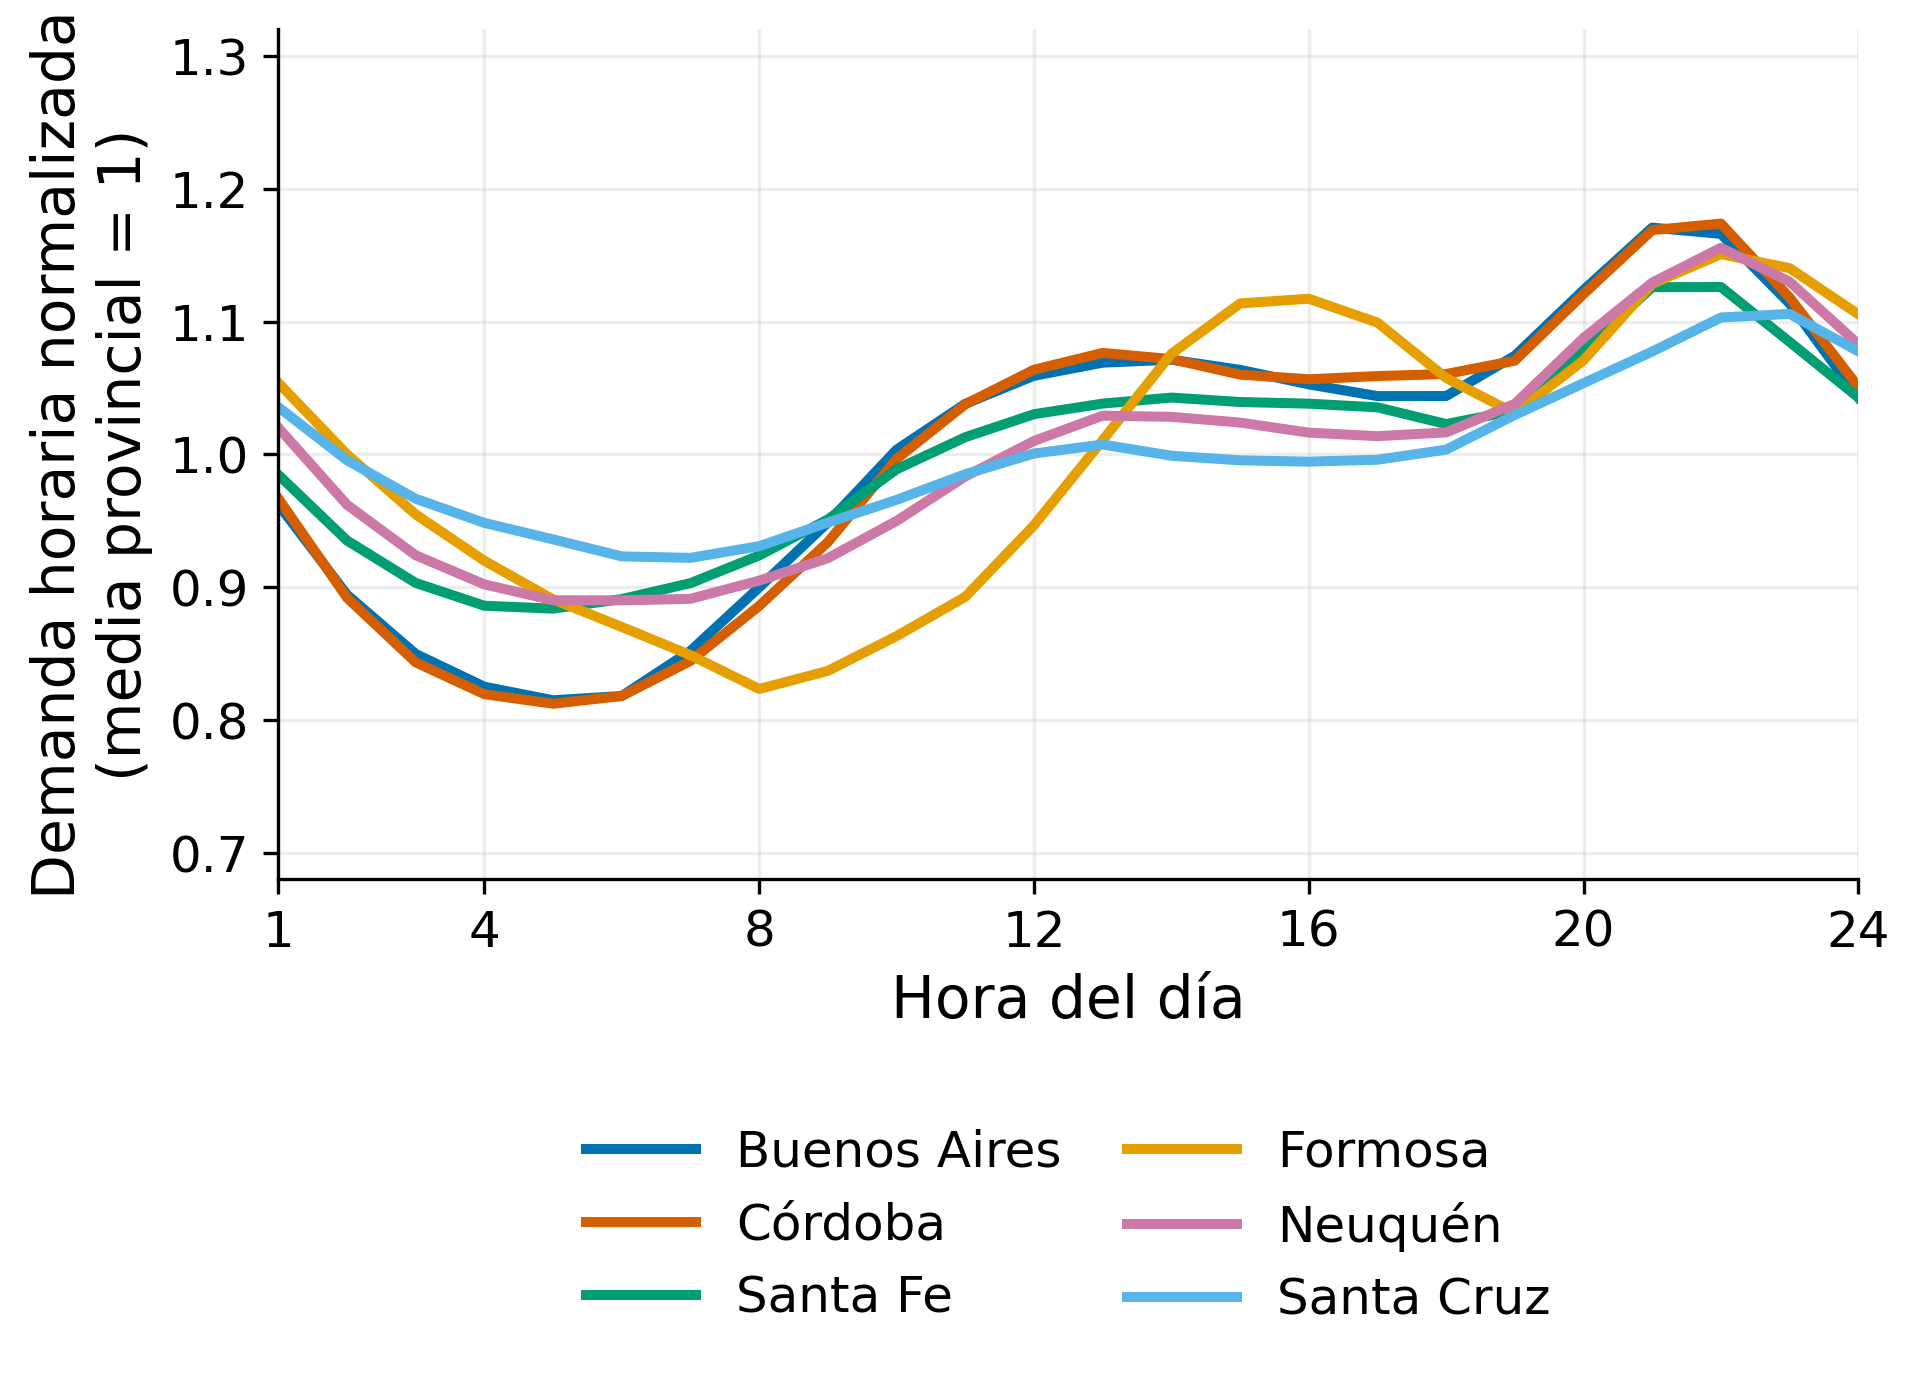 Demanda horaria normalizada
(media provincial = 1)
1.3
1.2
1.1
1.0
0.9
0.8
0.7
1 4 8 12 16 20 24
Hora del día
Buenos Aires
Córdoba
Santa Fe
Formosa
Neuquén
Santa Cruz